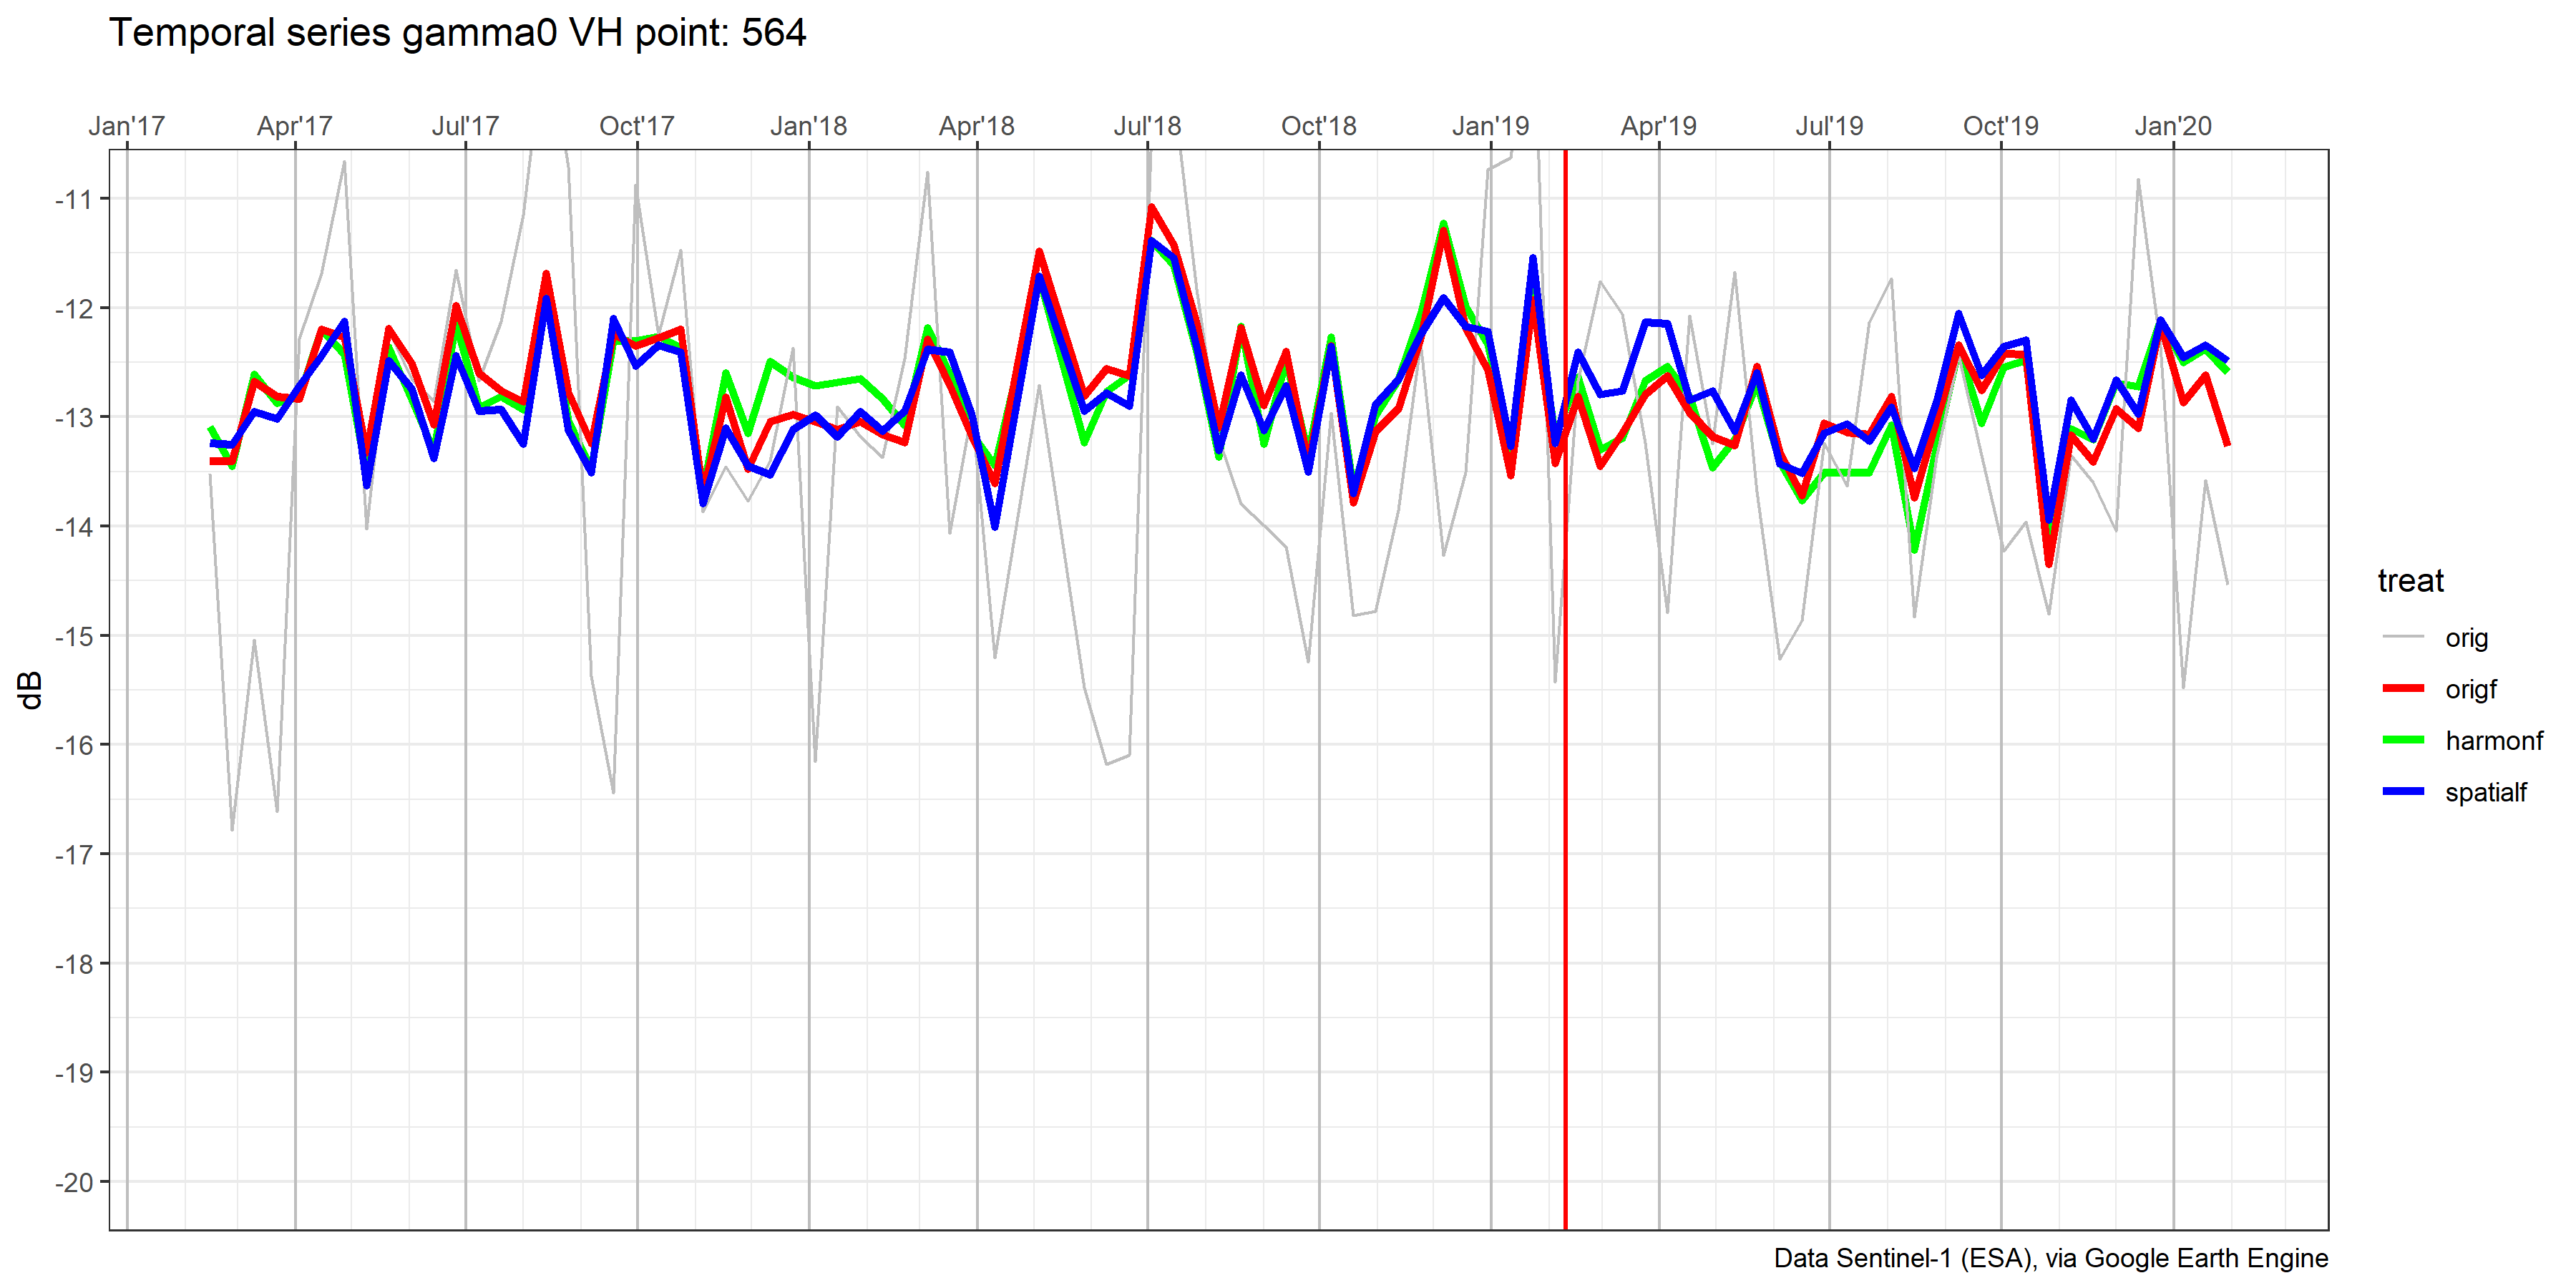 Temporal series gamma0 VH point: 564
Jan'17 Apr'17 Jul'17 Oct'17 Jan'18 Apr'18 Jul'18 Oct'18 Jan'19 Apr'19 Jul'19 Oct'19 Jan'20
-11
-12
-13
-14
-15
-16
-17
-18
-19
-20
dB
treat
orig
origf
harmonf
spatialf
Data Sentinel-1 (ESA), via Google Earth Engine